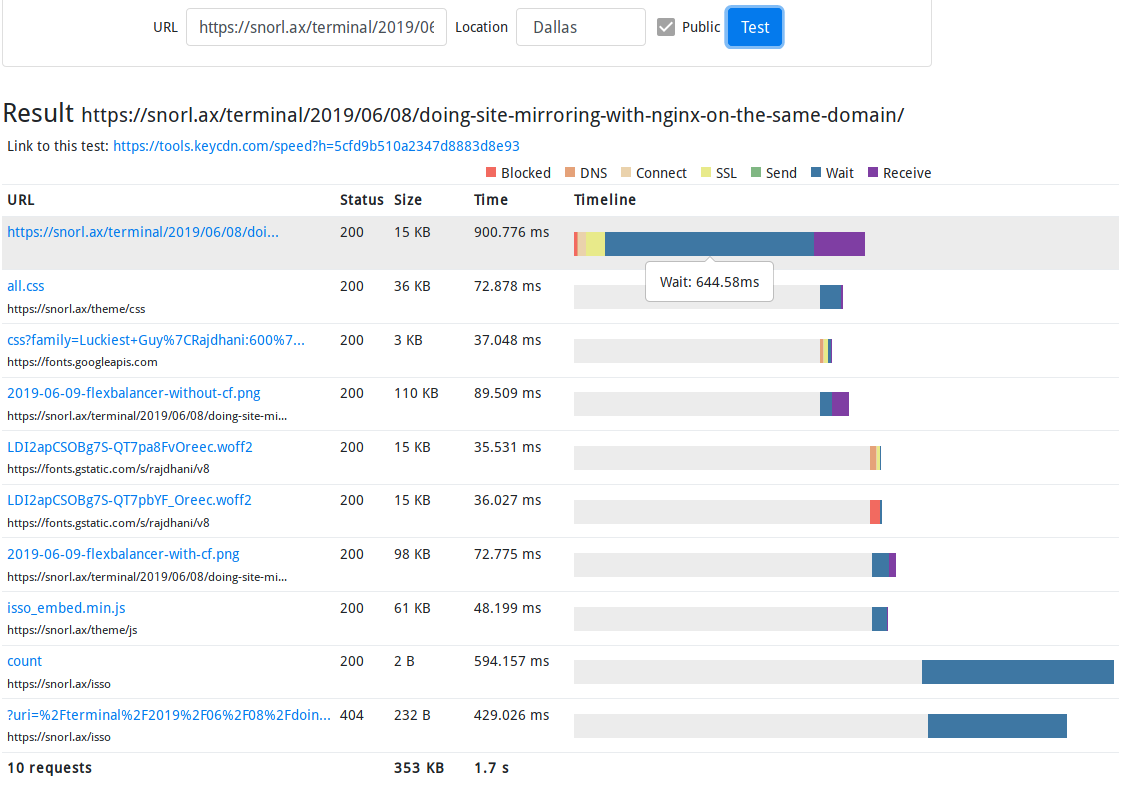 URL https://snorl.ax/terminal/2019/06 Location Dallas Public Test
Result https://snorl.ax/terminal/2019/06/08/doing-site-mirroring-with-nginx-on-the-same-domain/
Link to this test: https://tools.keycdn.com/speed?h=5cfd9b510a2347d8883d8e93
Blocked DNS Connect SSL Send Wait Receive
URL Status Size Time Timeline
https://snorl.ax/terminal/2019/06/08/doi... 200 15 KB 900.776 ms
Wait: 644.58ms
all.css 200 36 KB 72.878 ms
https://snorl.ax/theme/css
css?family=Luckiest+Guy%7CRajdhani:600%7... 200 3 KB 37.048 ms
https://fonts.googleapis.com
2019-06-09-flexbalancer-without-cf.png 200 110 KB 89.509 ms
https://snorl.ax/terminal/2019/06/08/doing-site-mi...
LDI2apCSOBg7S-QT7pa8FvOreec.woff2 200 15 KB 35.531 ms
https://fonts.gstatic.com/s/rajdhani/v8
LDI2apCSOBg7S-QT7pbYF_Oreec.woff2 200 15 KB 36.027 ms
https://fonts.gstatic.com/s/rajdhani/v8
2019-06-09-flexbalancer-with-cf.png 200 98 KB 72.775 ms
https://snorl.ax/terminal/2019/06/08/doing-site-mi...
isso_embed.min.js 200 61 KB 48.199 ms
https://snorl.ax/theme/js
count 200 2 B 594.157 ms
https://snorl.ax/isso
?uri=%2Fterminal%2F2019%2F06%2F08%2Fdoin... 404 232 B 429.026 ms
https://snorl.ax/isso
10 requests 353 KB 1.7 s